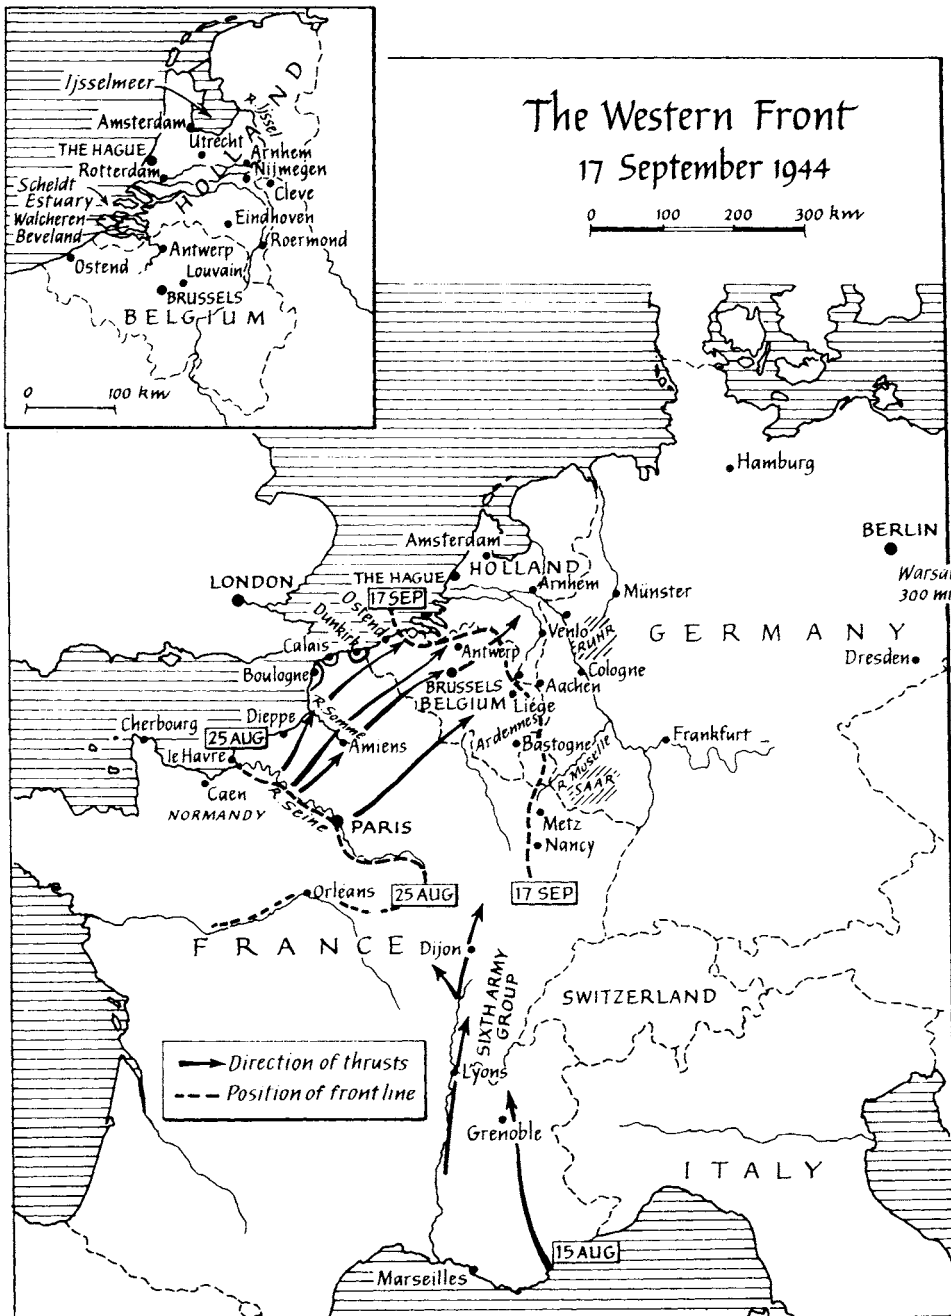 Ijsselmeer
R. Ijssel
HOLLAND
Amsterdam
Utrecht
THE HAGUE
Arnhem
Rotterdam
Nijmegen
Cleve
Scheldt
Estuary
Walcheren
Beveland
Eindhoven
Roermond
Antwerp
Ostend
Louvain
BRUSSELS
BELGIUM
0 100 km
The Western Front
17 September 1944
0 100 200 300 km
Hamburg
BERLIN
Amsterdam
HOLLAND
LONDON
THE HAGUE
Arnhem
Münster
17 SEP
Ostend
Dunkirk
Venlo
RUHR
GERMANY
Calais
Antwerp
Dresden
Boulogne
BRUSSELS
Cologne
BELGIUM
Aachen
Liége
R. Somme
Dieppe
Cherbourg
25 AUG
Amiens
Ardennes
Bastogne
Frankfurt
le Havre
R. Moselle
SAAR
Caen
R. Seine
NORMANDY
PARIS
Metz
Nancy
Orléans
25 AUG
17 SEP
FRANCE
Dijon
SIXTH ARMY
GROUP
SWITZERLAND
Direction of thrusts
Position of front line
Lyons
Grenoble
ITALY
15 AUG
Marseilles